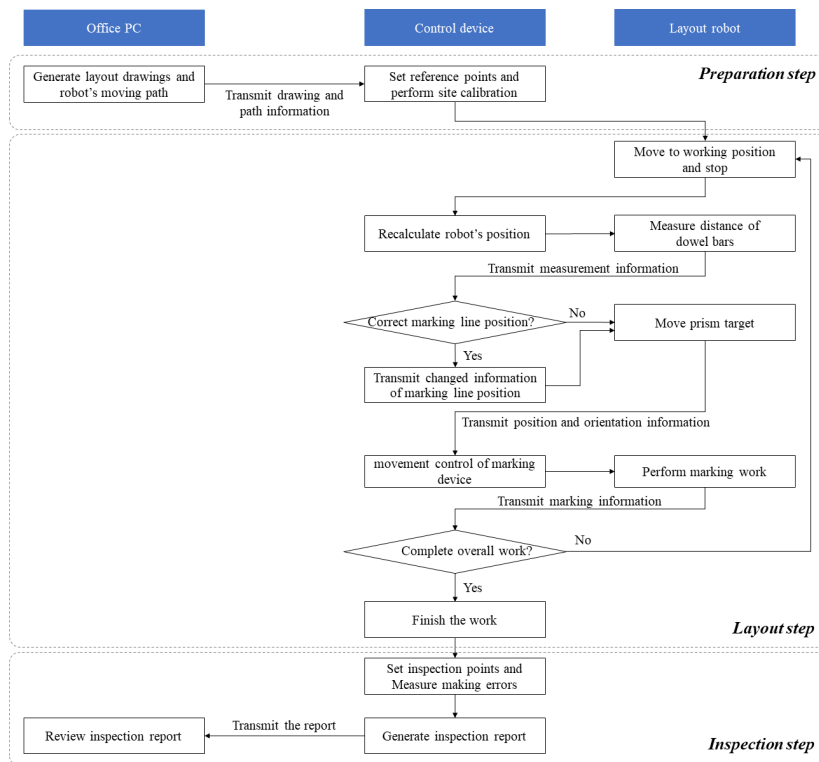 Office PC
Control device
Layout robot
Preparation step
Generate layout drawings and
robot's moving path
Transmit drawing and
path information
Set reference points and
perform site calibration
Move to working position
and stop
Recalculate robot's position
Measure distance of
dowel bars
Transmit measurement information
Correct marking line position?
No
Move prism target
Yes
Transmit changed information
of marking line position
Transmit position and orientation information
movement control of marking
device
Perform marking work
Transmit marking information
Complete overall work?
No
Yes
Finish the work
Layout step
Set inspection points and
Measure making errors
Review inspection report
Transmit the report
Generate inspection report
Inspection step